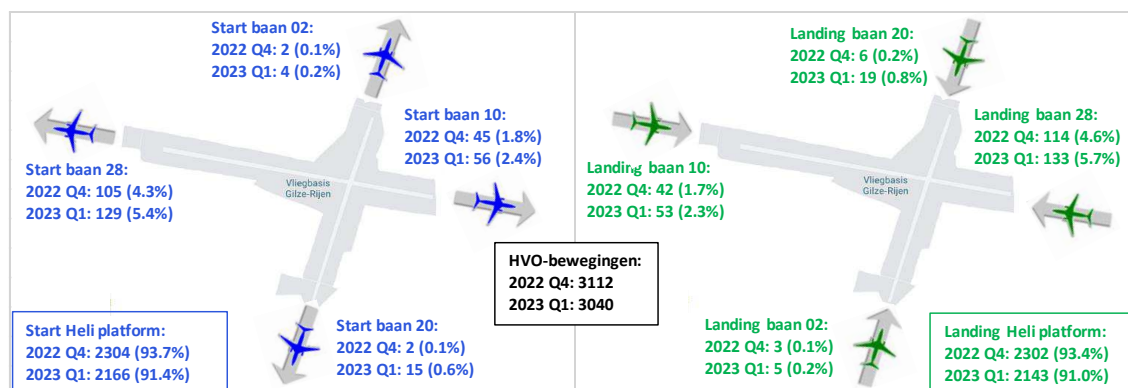 Start baan 02:
2022 Q4: 2 (0.1%)
2023 Q1: 4 (0.2%)
Start baan 10:
2022 Q4: 45 (1.8%)
2023 Q1: 56 (2.4%)
Start baan 28:
2022 Q4: 105 (4.3%)
2023 Q1: 129 (5.4%)
Vliegbasis
Gilze-Rijen
Start Heli platform:
2022 Q4: 2304 (93.7%)
2023 Q1: 2166 (91.4%)
Start baan 20:
2022 Q4: 2 (0.1%)
2023 Q1: 15 (0.6%)
HVO-bewegingen:
2022 Q4: 3112
2023 Q1: 3040
Landing baan 20:
2022 Q4: 6 (0.2%)
2023 Q1: 19 (0.8%)
Landing baan 28:
2022 Q4: 114 (4.6%)
2023 Q1: 133 (5.7%)
Landing baan 10:
2022 Q4: 42 (1.7%)
2023 Q1: 53 (2.3%)
Vliegbasis
Gilze-Rijen
Landing baan 02:
2022 Q4: 3 (0.1%)
2023 Q1: 5 (0.2%)
Landing Heli platform:
2022 Q4: 2302 (93.4%)
2023 Q1: 2143 (91.0%)